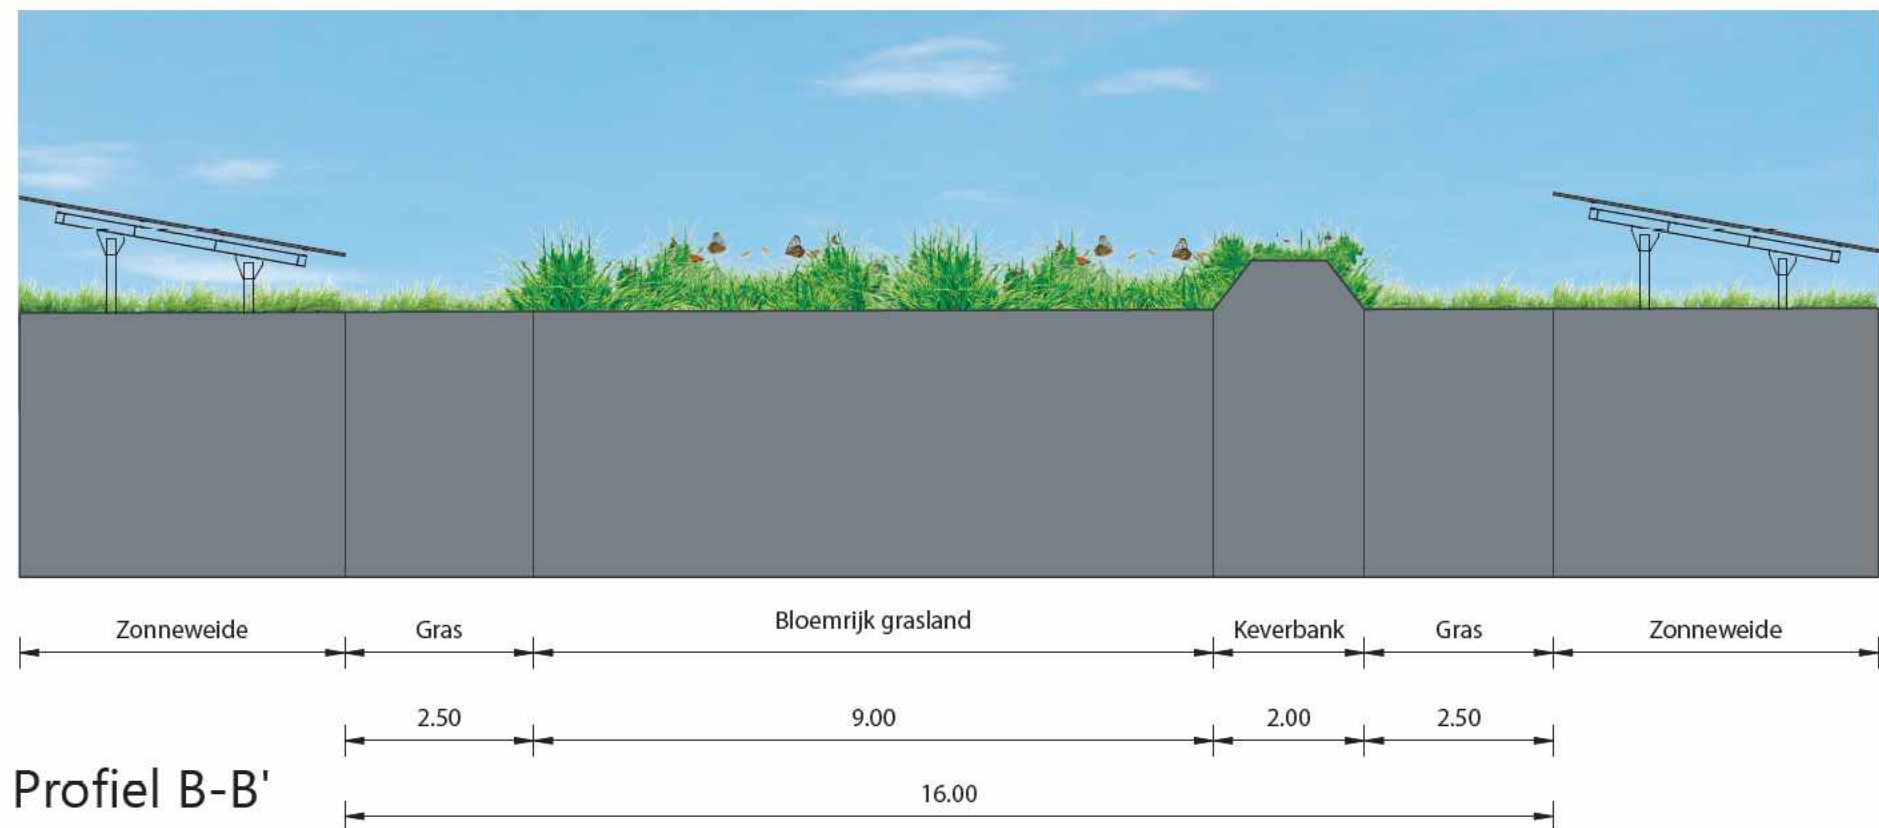 Zonneweide Gras Bloemrijk grasland Keverbank Gras Zonneweide
2.50 9.00 2.00 2.50
Profiel B-B'
16.00